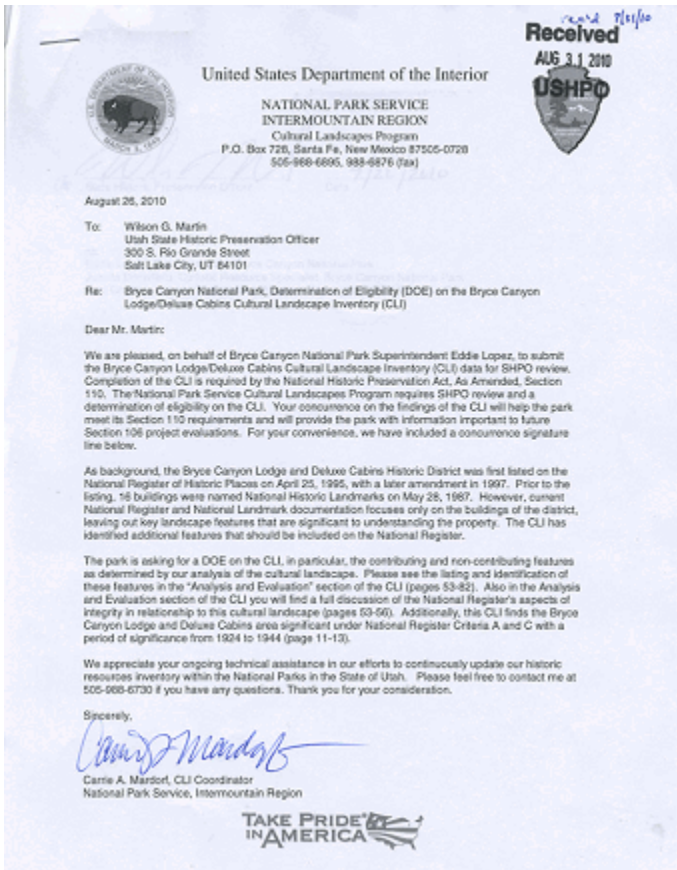 Received
AUG 31 2010
USHPO
U.S. DEPARTMENT OF THE INTERIOR
MARCH 3, 1849
United States Department of the Interior
NATIONAL PARK SERVICE
INTERMOUNTAIN REGION
Cultural Landscapes Program
P.O. Box 728, Santa Fe, New Mexico 87505-0728
505-988-6895, 988-6876 (fax)
August 26, 2010
To: Wilson G. Martin
Utah State Historic Preservation Officer
300 S. Rio Grande Street
Salt Lake City, UT 84101
Re: Bryce Canyon National Park, Determination of Eligibility (DOE) on the Bryce Canyon
Lodge/Deluxe Cabins Cultural Landscape Inventory (CLI)
Dear Mr. Martin:
We are pleased, on behalf of Bryce Canyon National Park Superintendent Eddie Lopez, to submit
the Bryce Canyon Lodge/Deluxe Cabins Cultural Landscape Inventory (CLI) data for SHPO review.
Completion of the CLI is required by the National Historic Preservation Act, As Amended, Section
110. The National Park Service Cultural Landscapes Program requires SHPO review and a
determination of eligibility on the CLI. Your concurrence on the findings of the CLI will help the park
meet its Section 110 requirements and will provide the park with information important to future
Section 106 project evaluations. For your convenience, we have included a concurrence signature
line below.
As background, the Bryce Canyon Lodge and Deluxe Cabins Historic District was first listed on the
National Register of Historic Places on April 25, 1995, with a later amendment in 1997. Prior to the
listing, 16 buildings were named National Historic Landmarks on May 28, 1987. However, current
National Register and National Landmark documentation focuses only on the buildings of the district,
leaving out key landscape features that are significant to understanding the property. The CLI has
identified additional features that should be included on the National Register.
The park is asking for a DOE on the CLI, in particular, the contributing and non-contributing features
as determined by our analysis of the cultural landscape. Please see the listing and identification of
these features in the "Analysis and Evaluation" section of the CLI (pages 53-82). Also in the Analysis
and Evaluation section of the CLI you will find a full discussion of the National Register's aspects of
integrity in relationship to this cultural landscape (pages 53-56). Additionally, this CLI finds the Bryce
Canyon Lodge and Deluxe Cabins area significant under National Register Criteria A and C with a
period of significance from 1924 to 1944 (page 11-13).
We appreciate your ongoing technical assistance in our efforts to continuously update our historic
resources inventory within the National Parks in the State of Utah. Please feel free to contact me at
505-988-6730 if you have any questions. Thank you for your consideration.
Sincerely,
Carrie A. Mardorf, CLI Coordinator
National Park Service, Intermountain Region
TAKE PRIDE
IN AMERICA